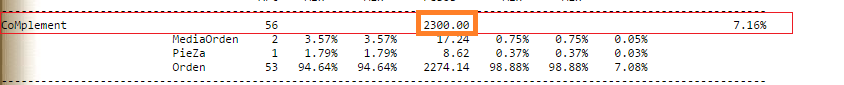 CoMplement 56 2300.00 7.16%
MediaOrden 2 3.57% 3.57% 17.24 0.75% 0.75% 0.05%
PieZa 1 1.79% 1.79% 8.62 0.37% 0.37% 0.03%
Orden 53 94.64% 94.64% 2274.14 98.88% 98.88% 7.08%